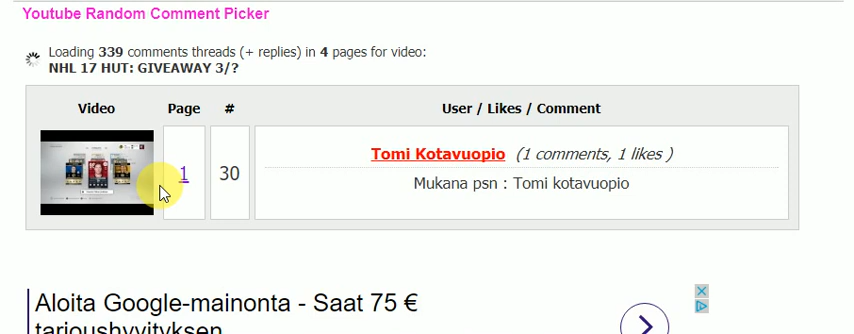 Youtube Random Comment Picker
Loading 339 comments threads (+ replies) in 4 pages for video:
NHL 17 HUT: GIVEAWAY 3/?
Video Page # User / Likes / Comment
1 30 Tomi Kotavuopio (1 comments, 1 likes )
Mukana psn : Tomi kotavuopio
Aloita Google-mainonta - Saat 75 €
tarjoushyvityksen